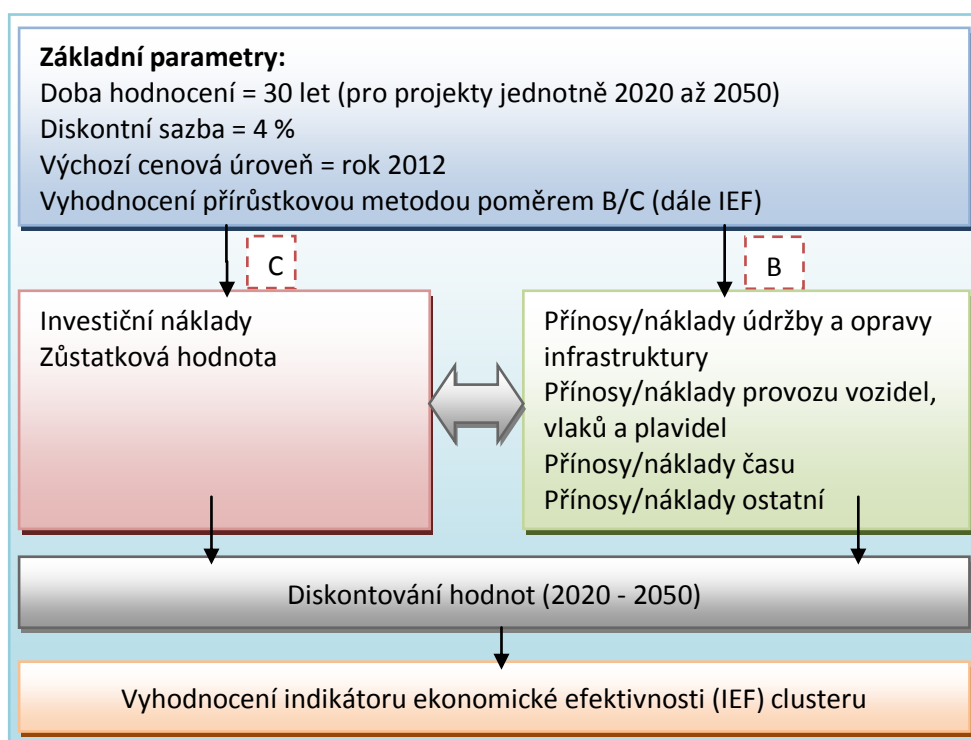 Základní parametry:
Doba hodnocení = 30 let (pro projekty jednotně 2020 až 2050)
Diskontní sazba = 4 %
Výchozí cenová úroveň = rok 2012
Vyhodnocení přírůstkovou metodou poměrem B/C (dále IEF)
C
B
Investiční náklady
Zůstatková hodnota
Přínosy/náklady údržby a opravy
infrastruktury
Přínosy/náklady provozu vozidel,
vlaků a plavidel
Přínosy/náklady času
Přínosy/náklady ostatní
Diskontování hodnot (2020 - 2050)
Vyhodnocení indikátoru ekonomické efektivnosti (IEF) clusteru